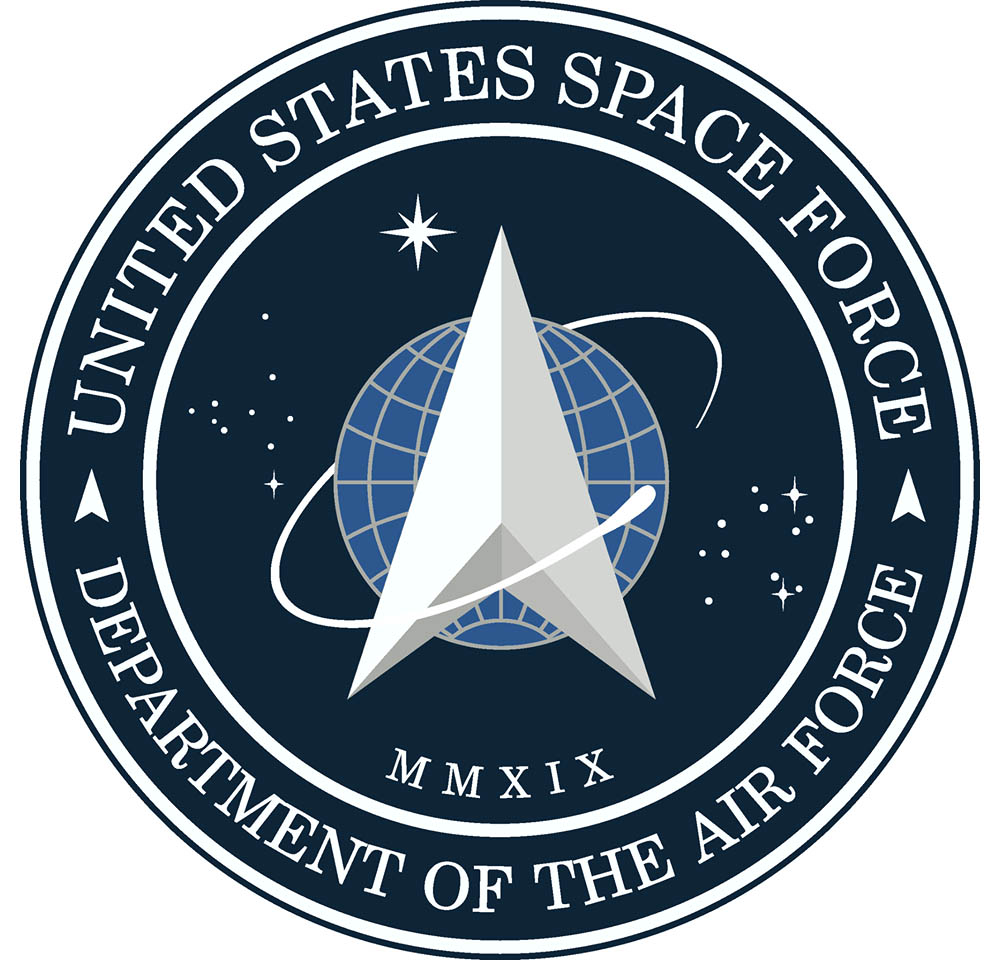 UNITED STATES SPACE FORCE
MMXIX
DEPARTMENT OF THE AIR FORCE